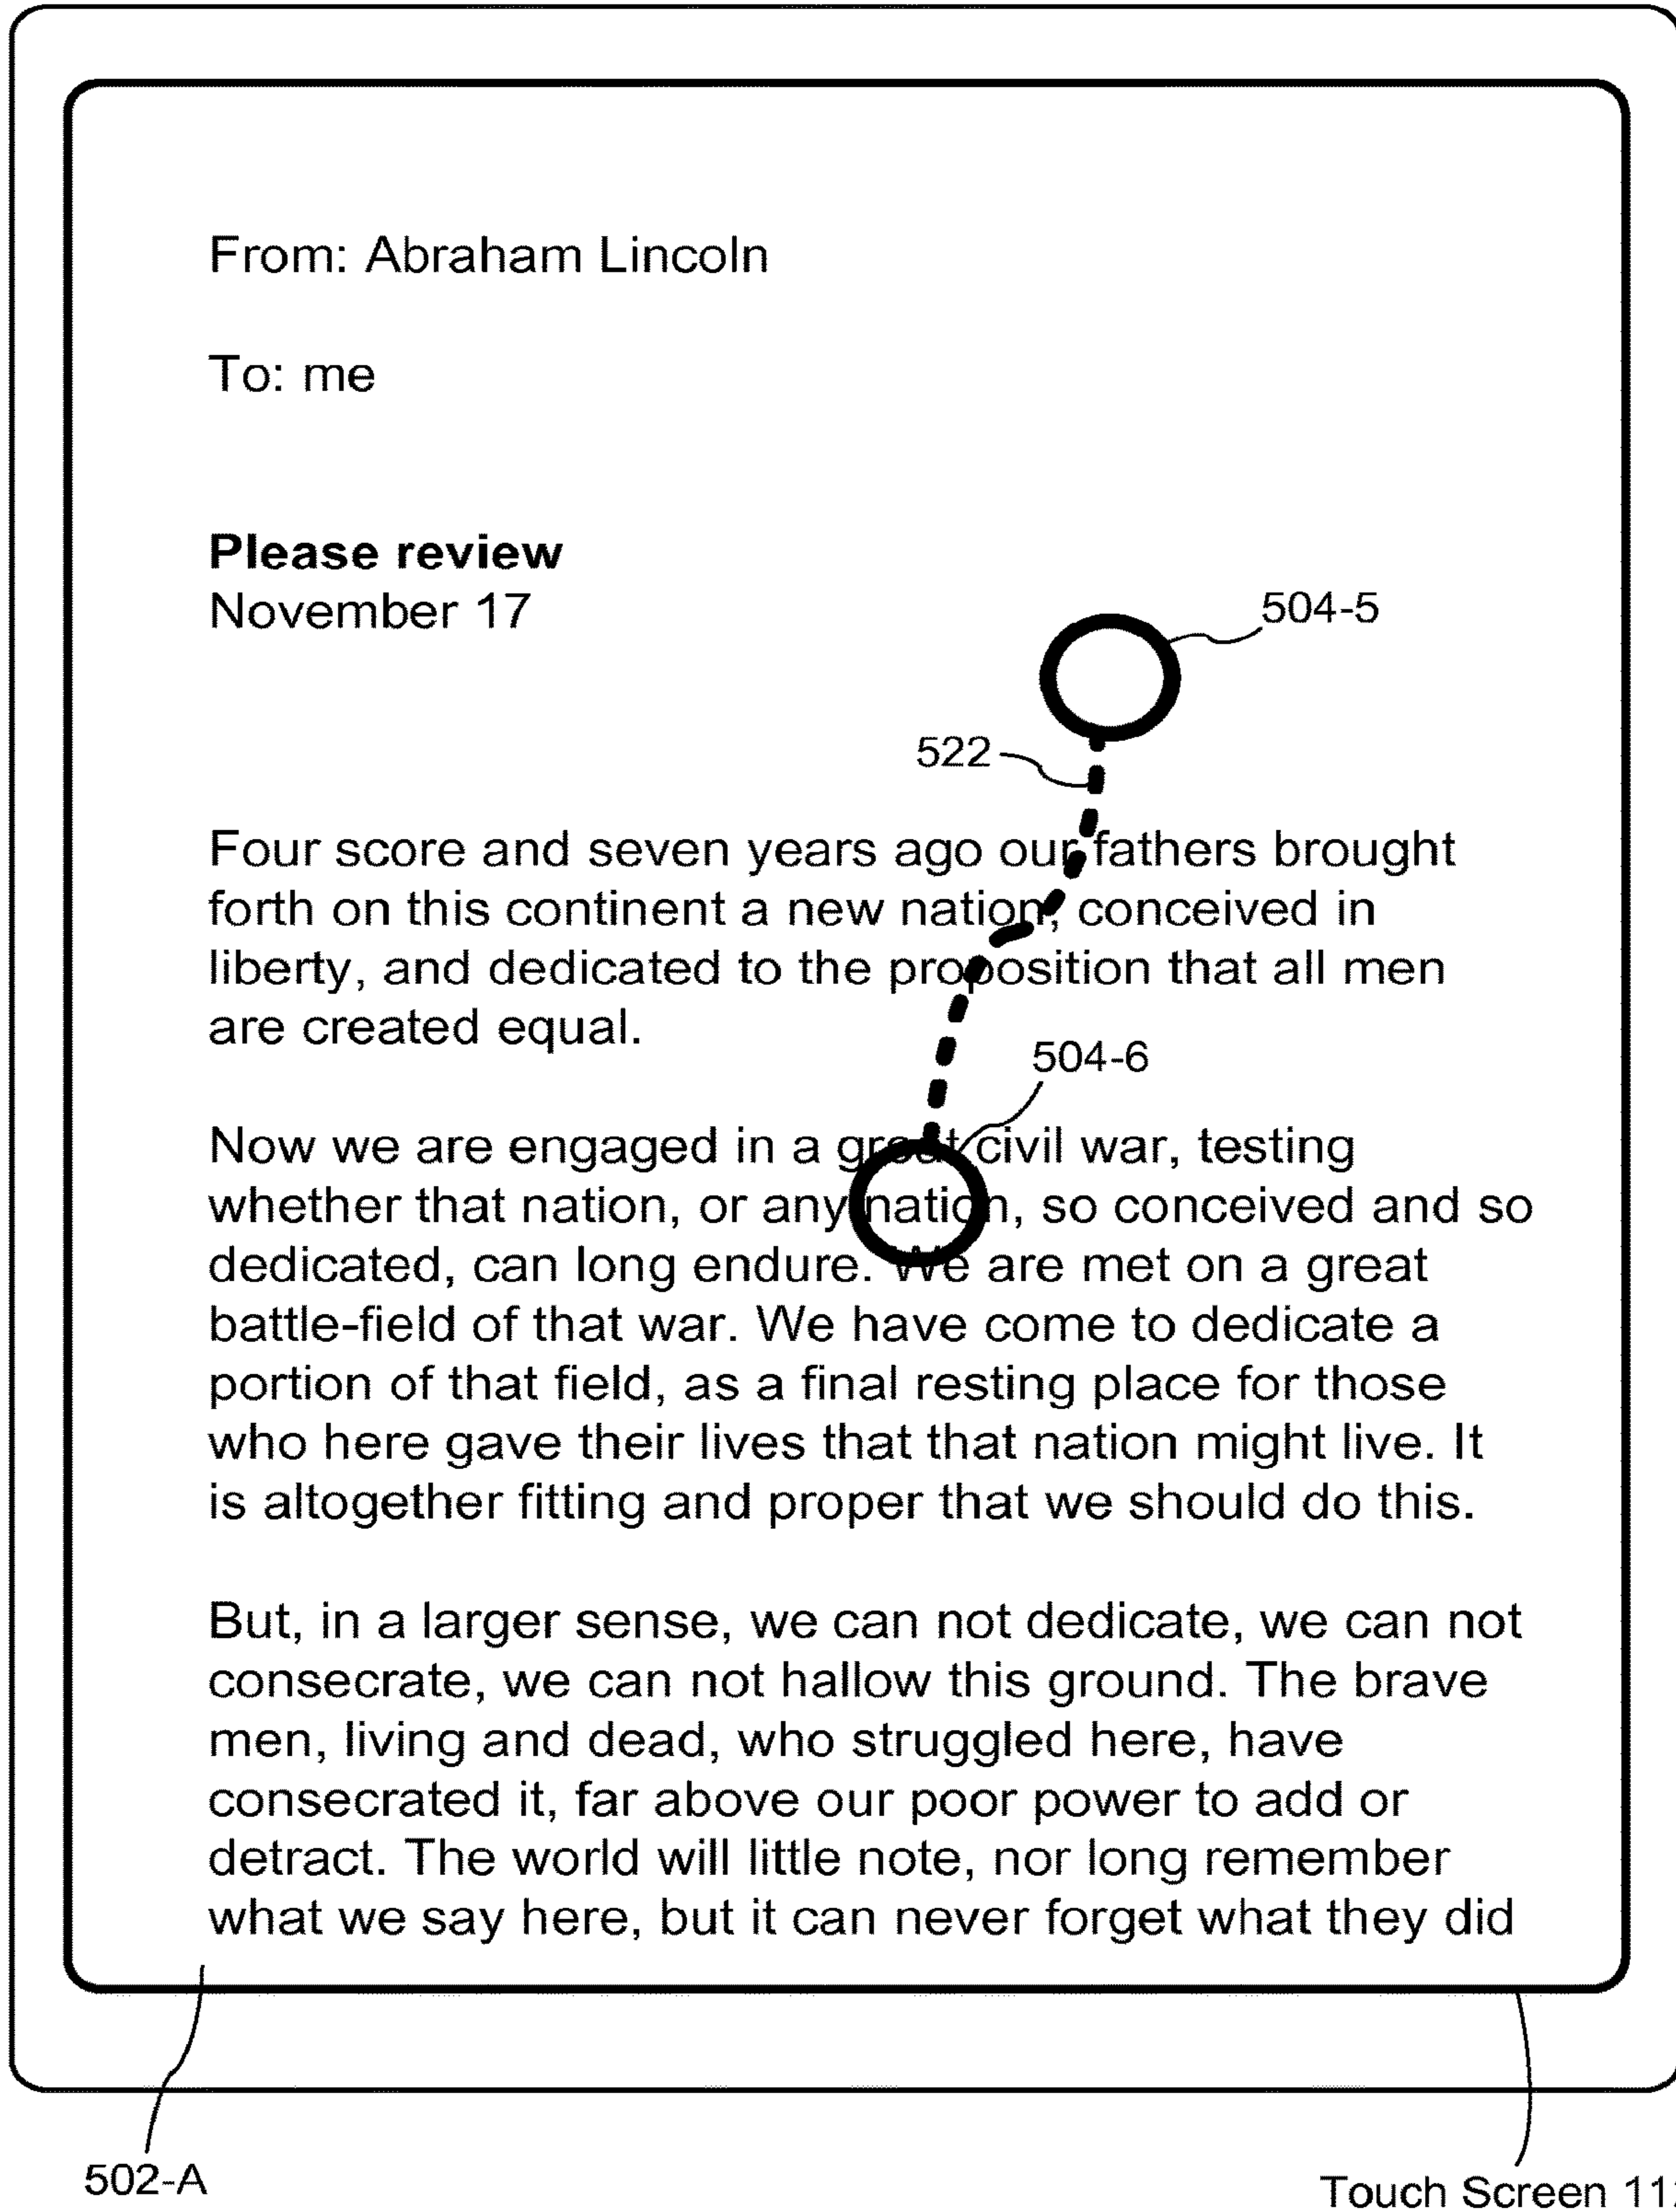 From: Abraham Lincoln
To: me
Please review
November 17
504-5
522
Four score and seven years ago our fathers brought
forth on this continent a new nation, conceived in
liberty, and dedicated to the proposition that all men
are created equal.
504-6
Now we are engaged in a great civil war, testing
whether that nation, or any nation, so conceived and so
dedicated, can long endure. We are met on a great
battle-field of that war. We have come to dedicate a
portion of that field, as a final resting place for those
who here gave their lives that that nation might live. It
is altogether fitting and proper that we should do this.
But, in a larger sense, we can not dedicate, we can not
consecrate, we can not hallow this ground. The brave
men, living and dead, who struggled here, have
consecrated it, far above our poor power to add or
detract. The world will little note, nor long remember
what we say here, but it can never forget what they did
502-A
Touch Screen